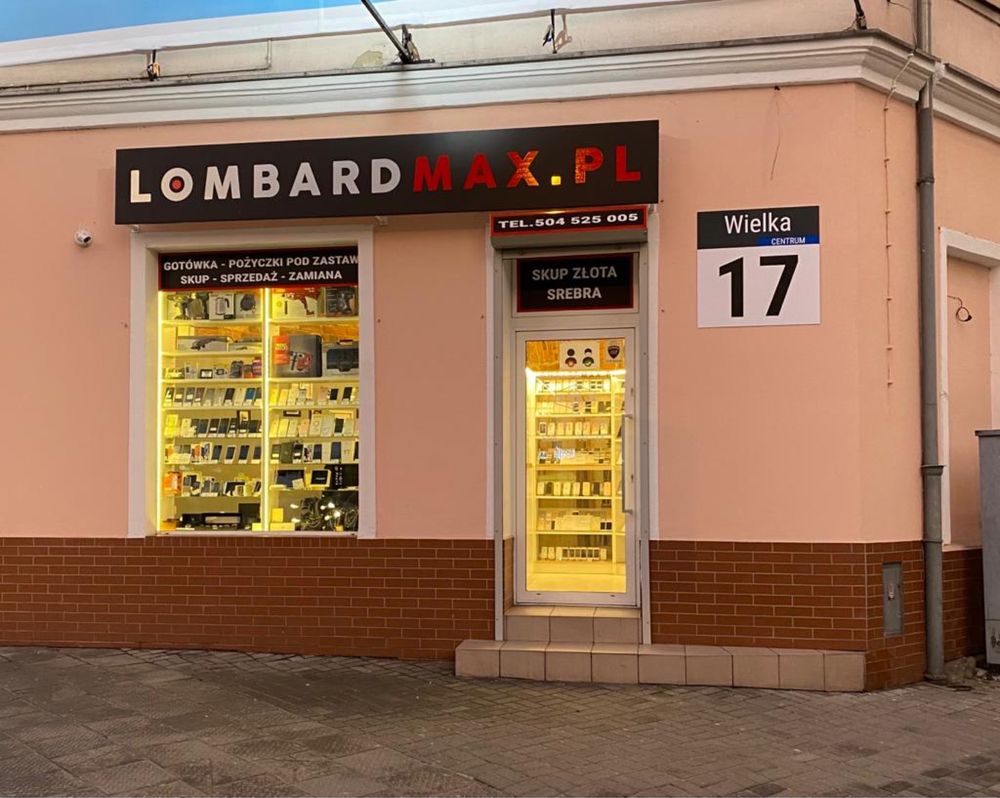 LOMBARDMAX.PL
TEL.504 525 005
GOTÓWKA - POŻYCZKI POD ZASTAW
SKUP - SPRZEDAŻ - ZAMIANA
SKUP ZŁOTA
SREBRA
Wielka
CENTRUM
17